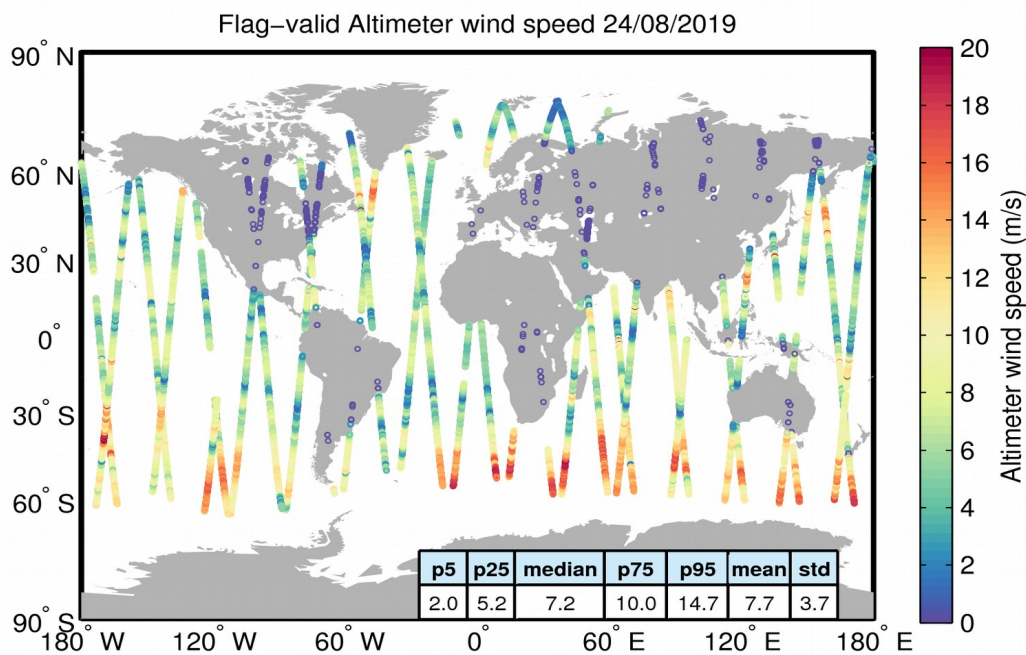 Flag−valid Altimeter wind speed 24/08/2019
90° N
60° N
30° N
0°
30° S
60° S
90° S
180° W
120° W
60° W
0°
60° E
120° E
180° E
p5 p25 median p75 p95 mean std
2.0 5.2 7.2 10.0 14.7 7.7 3.7
20
18
16
14
12
10
8
6
4
2
0
Altimeter wind speed (m/s)